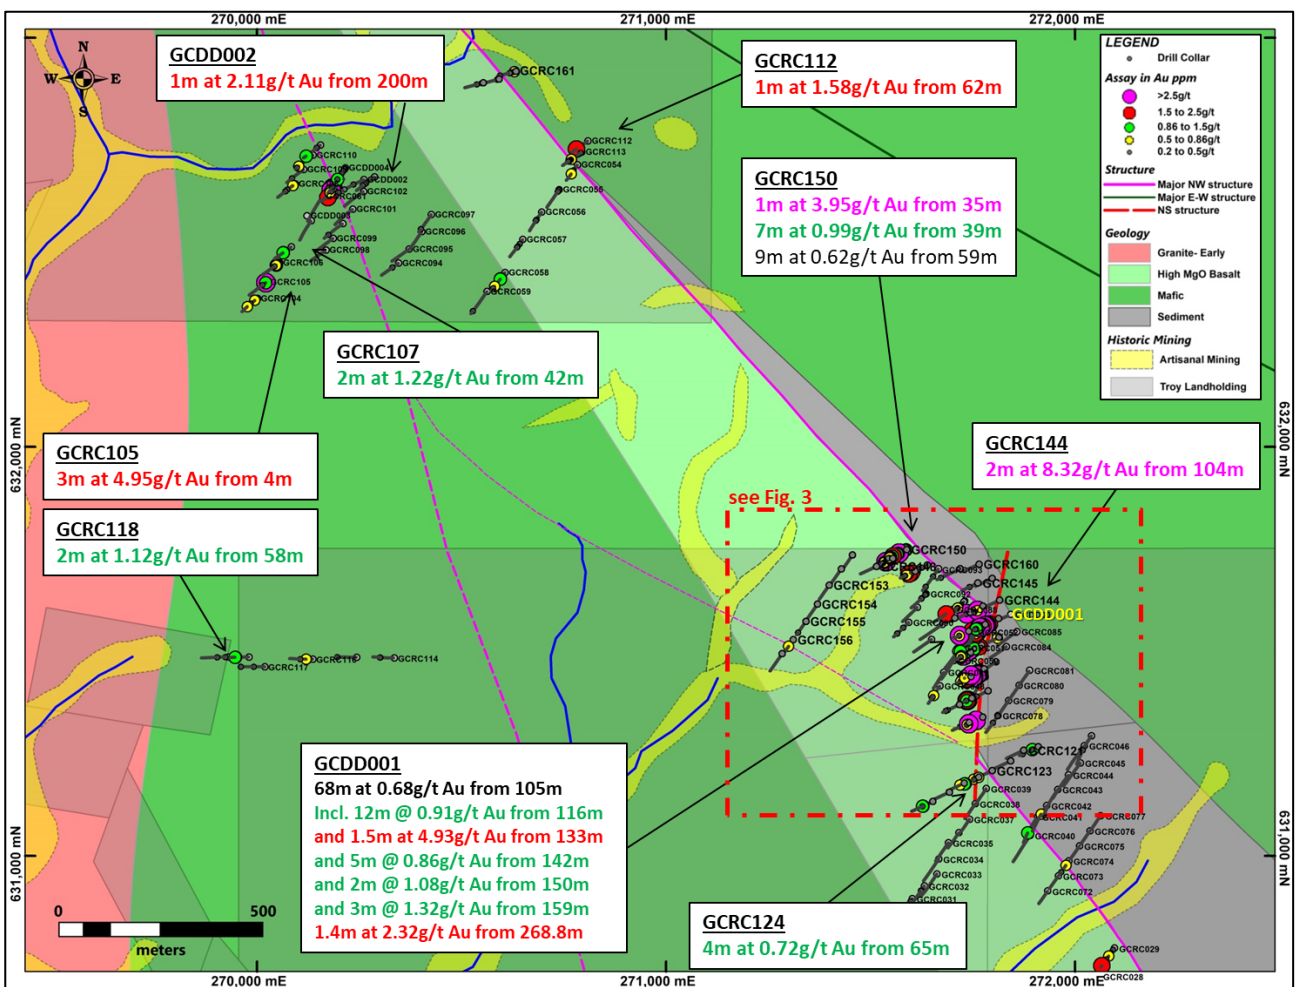 270,000 mE
271,000 mE
272,000 mE
N
W
E
S
GCDD002
1m at 2.11g/t Au from 200m
GCRC161
GCRC112
1m at 1.58g/t Au from 62m
LEGEND
Drill Collar
Assay in Au ppm
>2.5g/t
1.5 to 2.5g/t
0.86 to 1.5g/t
0.5 to 0.86g/t
0.2 to 0.5g/t
Structure
Major NW structure
Major E-W structure
NS structure
Geology
Granite- Early
High MgO Basalt
Mafic
Sediment
Historic Mining
Artisanal Mining
Troy Landholding
GCRC150
1m at 3.95g/t Au from 35m
7m at 0.99g/t Au from 39m
9m at 0.62g/t Au from 59m
GCRC112
GCRC113
GCRC054
GCRC055
GCRC056
GCRC057
GCRC058
GCRC059
GCRC110
GCDD004
GCDD002
GCRC102
GCRC101
GCDD003
GCRC099
GCRC098
GCRC097
GCRC096
GCRC095
GCRC094
GCRC106
GCRC105
GCRC104
GCRC107
2m at 1.22g/t Au from 42m
GCRC105
3m at 4.95g/t Au from 4m
632,000 mN
632,000 mN
GCRC144
2m at 8.32g/t Au from 104m
see Fig. 3
GCRC118
2m at 1.12g/t Au from 58m
GCRC117
GCRC114
GCRC150
GCRC093
GCRC160
GCRC145
GCRC144
GCDD001
GCRC153
GCRC154
GCRC155
GCRC156
GCRC092
GCRC085
GCRC084
GCRC081
GCRC080
GCRC079
GCRC078
GCRC121
GCRC123
GCRC046
GCRC045
GCRC044
GCRC043
GCRC042
GCRC041
GCRC040
GCRC039
GCRC038
GCRC037
GCRC035
GCRC034
GCRC033
GCRC032
GCRC031
GCRC077
GCRC076
GCRC075
GCRC074
GCRC073
GCRC072
GCRC029
GCRC028
GCDD001
68m at 0.68g/t Au from 105m
Incl. 12m @ 0.91g/t Au from 116m
and 1.5m at 4.93g/t Au from 133m
and 5m @ 0.86g/t Au from 142m
and 2m @ 1.08g/t Au from 150m
and 3m @ 1.32g/t Au from 159m
1.4m at 2.32g/t Au from 268.8m
GCRC124
4m at 0.72g/t Au from 65m
631,000 mN
631,000 mN
0
500
meters
270,000 mE
271,000 mE
272,000 mE